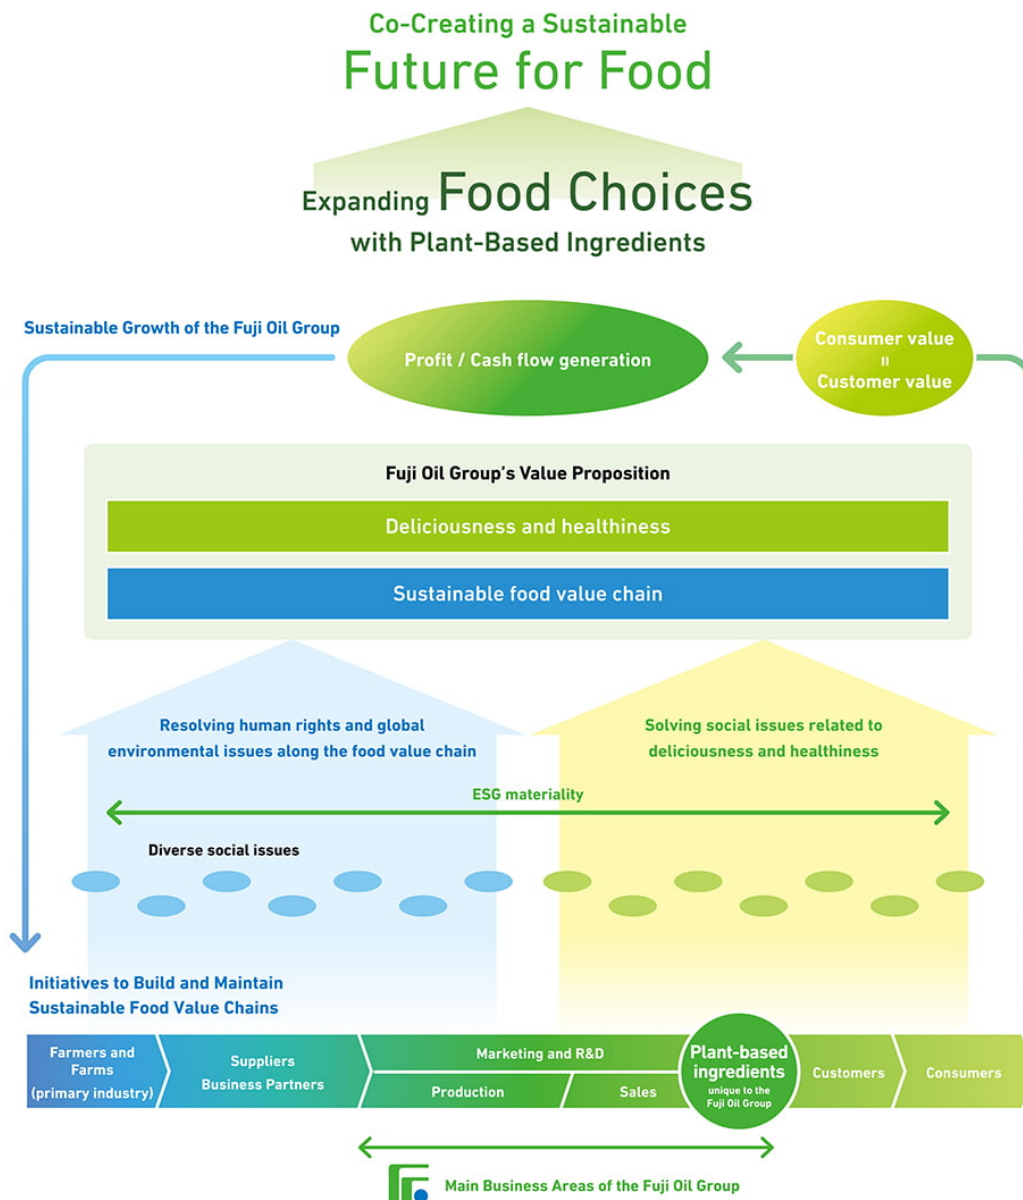 Co-Creating a Sustainable
Future for Food
Expanding Food Choices
with Plant-Based Ingredients
Sustainable Growth of the Fuji Oil Group
Profit / Cash flow generation
Consumer value
=
Customer value
Fuji Oil Group's Value Proposition
Deliciousness and healthiness
Sustainable food value chain
Resolving human rights and global
environmental issues along the food value chain
Solving social issues related to
deliciousness and healthiness
ESG materiality
Diverse social issues
Initiatives to Build and Maintain
Sustainable Food Value Chains
Farmers and
Farms
(primary industry)
Suppliers
Business Partners
Marketing and R&D
Production
Sales
Plant-based
ingredients
unique to the
Fuji Oil Group
Customers
Consumers
Main Business Areas of the Fuji Oil Group